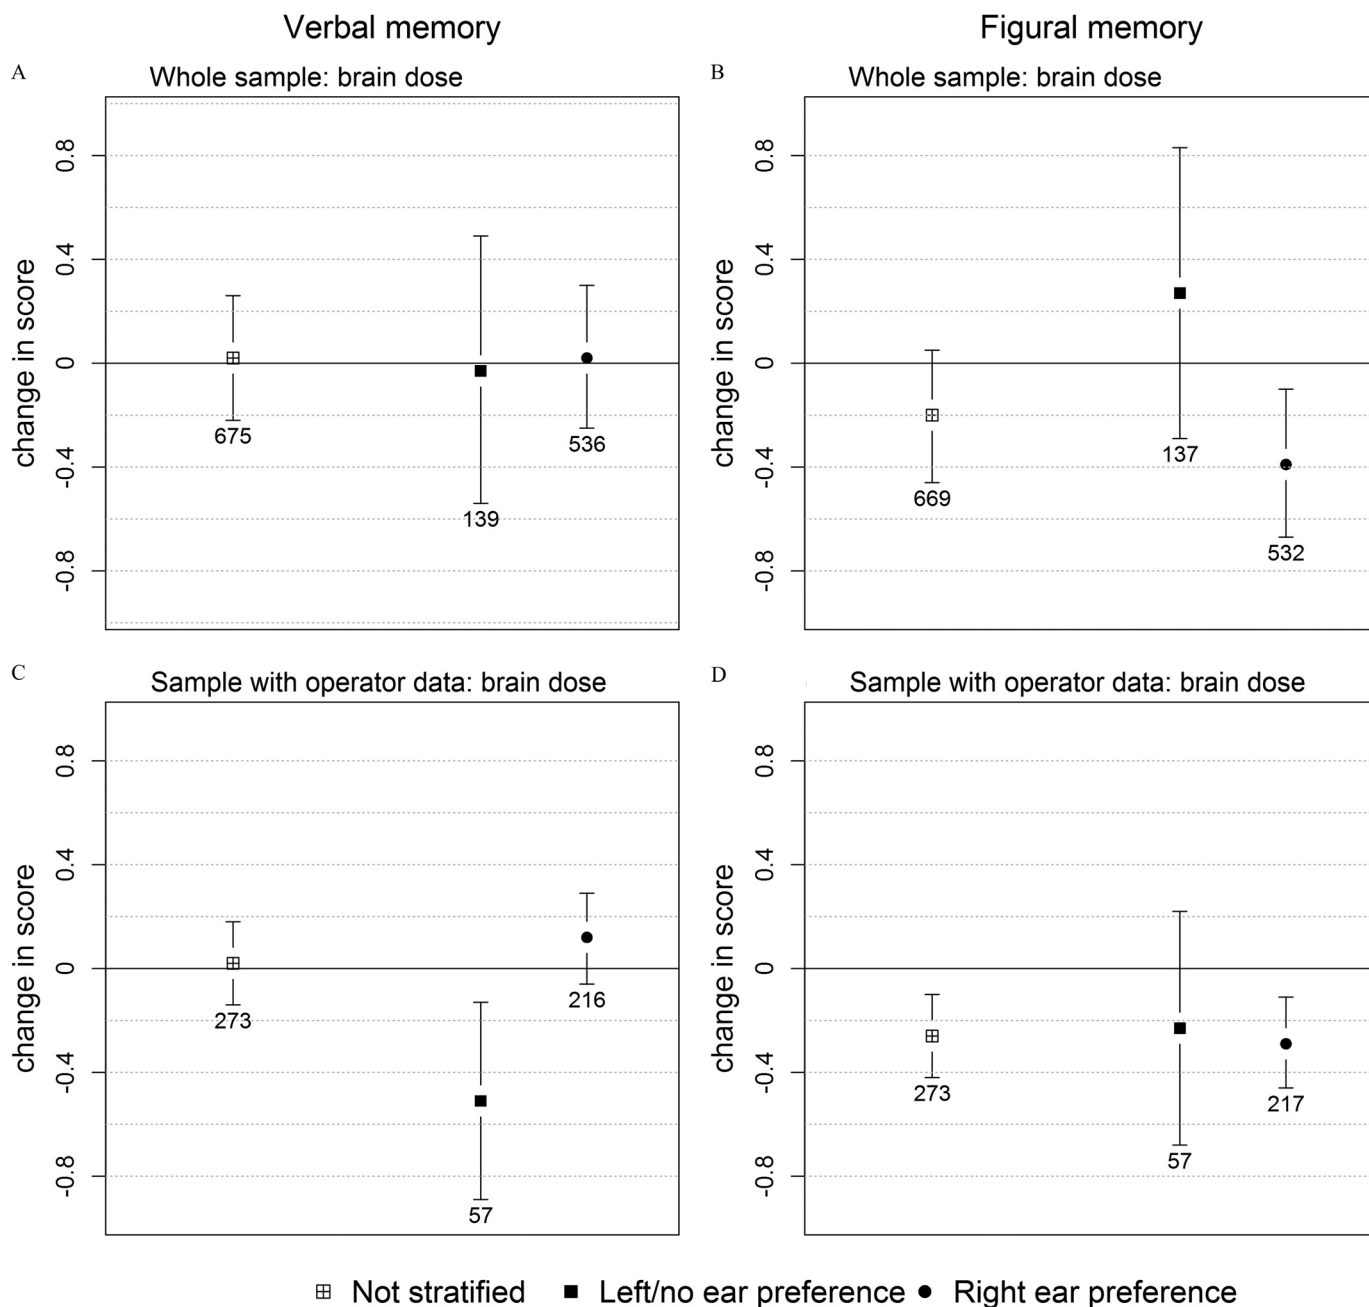 Verbal memory
Figural memory
A
Whole sample: brain dose
B
Whole sample: brain dose
change in score
0.8
0.4
0
-0.4
-0.8
675
139
536
change in score
0.8
0.4
0
-0.4
-0.8
669
137
532
C
Sample with operator data: brain dose
D
Sample with operator data: brain dose
change in score
0.8
0.4
0
-0.4
-0.8
273
57
216
change in score
0.8
0.4
0
-0.4
-0.8
273
57
217
Not stratified
Left/no ear preference
Right ear preference